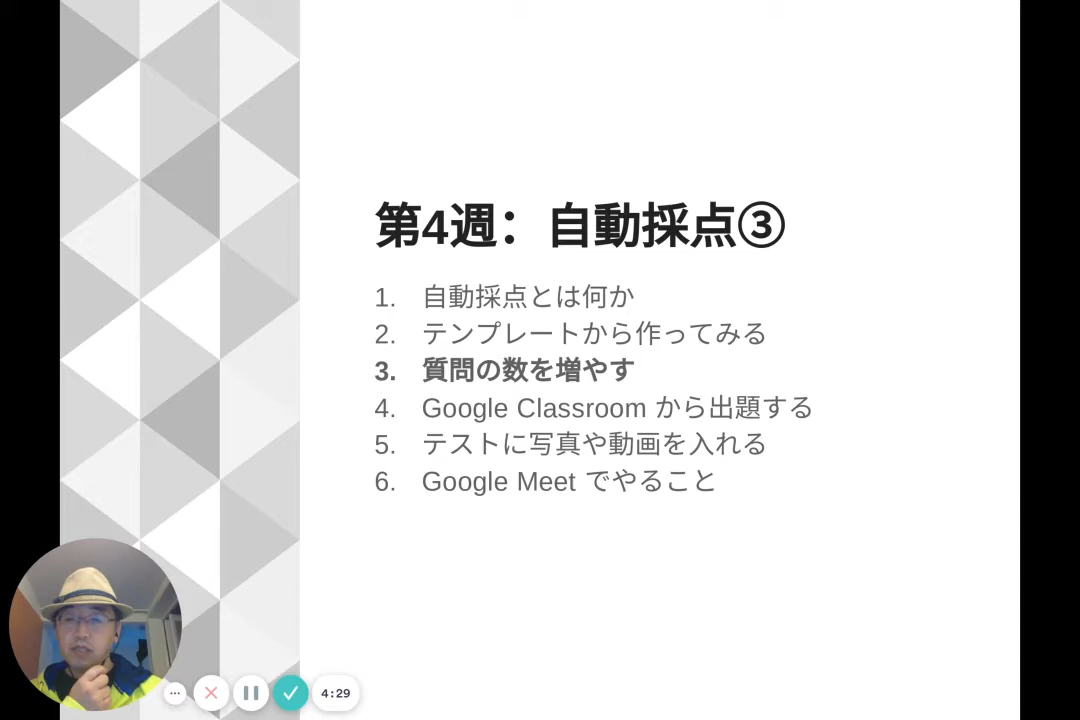 第4週：自動採点③
1. 自動採点とは何か
2. テンプレートから作ってみる
3. 質問の数を増やす
4. Google Classroom から出題する
5. テストに写真や動画を入れる
6. Google Meet でやること
4:29